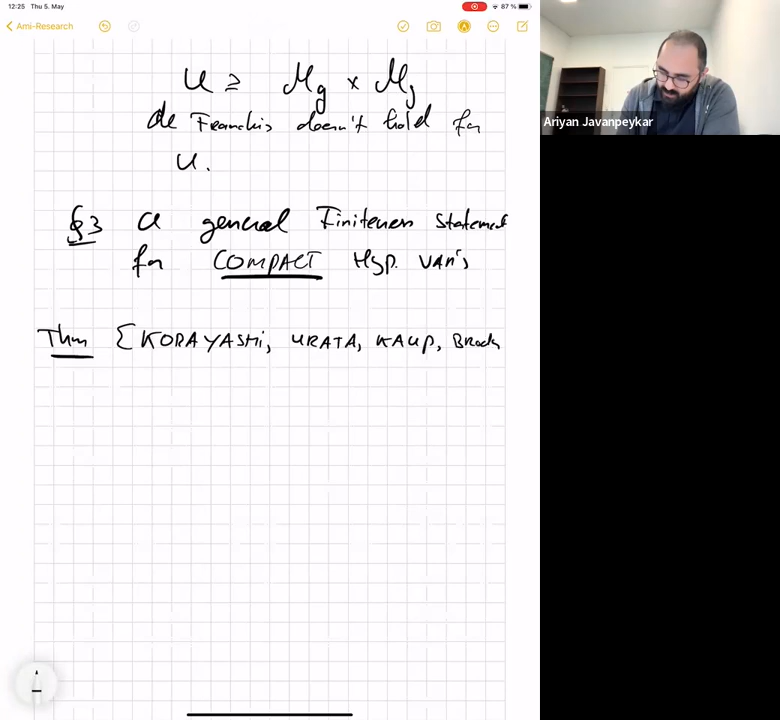 12:25 Thu 5. May
87 %
Ami-Research
Ariyan Javanpeykar
U ≥ Mg × Mg
de Franchis doesn't hold for
U.
§3 a general Finiteness Statement
for COMPACT Hyp. VAR's
Thm [KOBAYASHI, URATA, KAUP, Brock